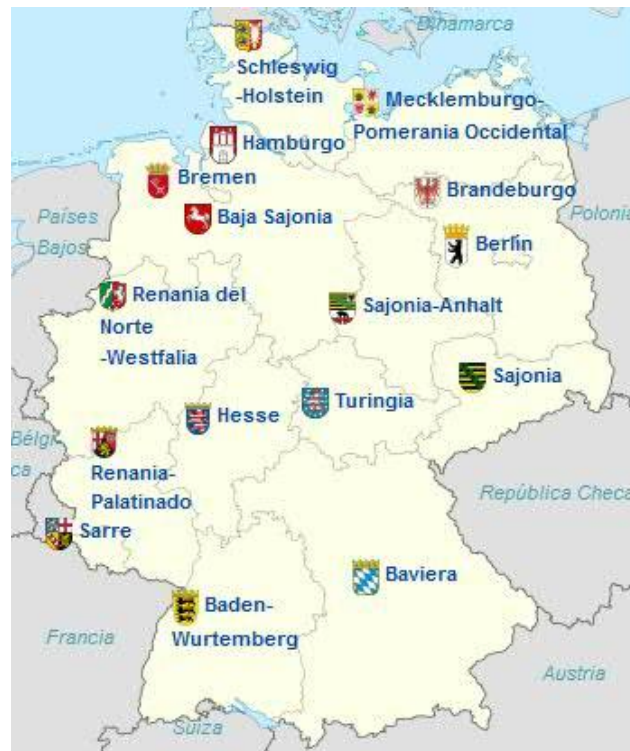 Dinamarca
Schleswig
-Holstein
Mecklemburgo-
Pomerania Occidental
Hamburgo
Bremen
Brandeburgo
Países
Bajos
Baja Sajonia
Polonia
Berlín
Renania del
Norte
-Westfalia
Sajonia-Anhalt
Sajonia
Turingia
Hesse
Bélgi
ca
Renania-
Palatinado
República Checa
Sarre
Baviera
Baden-
Wurtemberg
Francia
Austria
Suiza